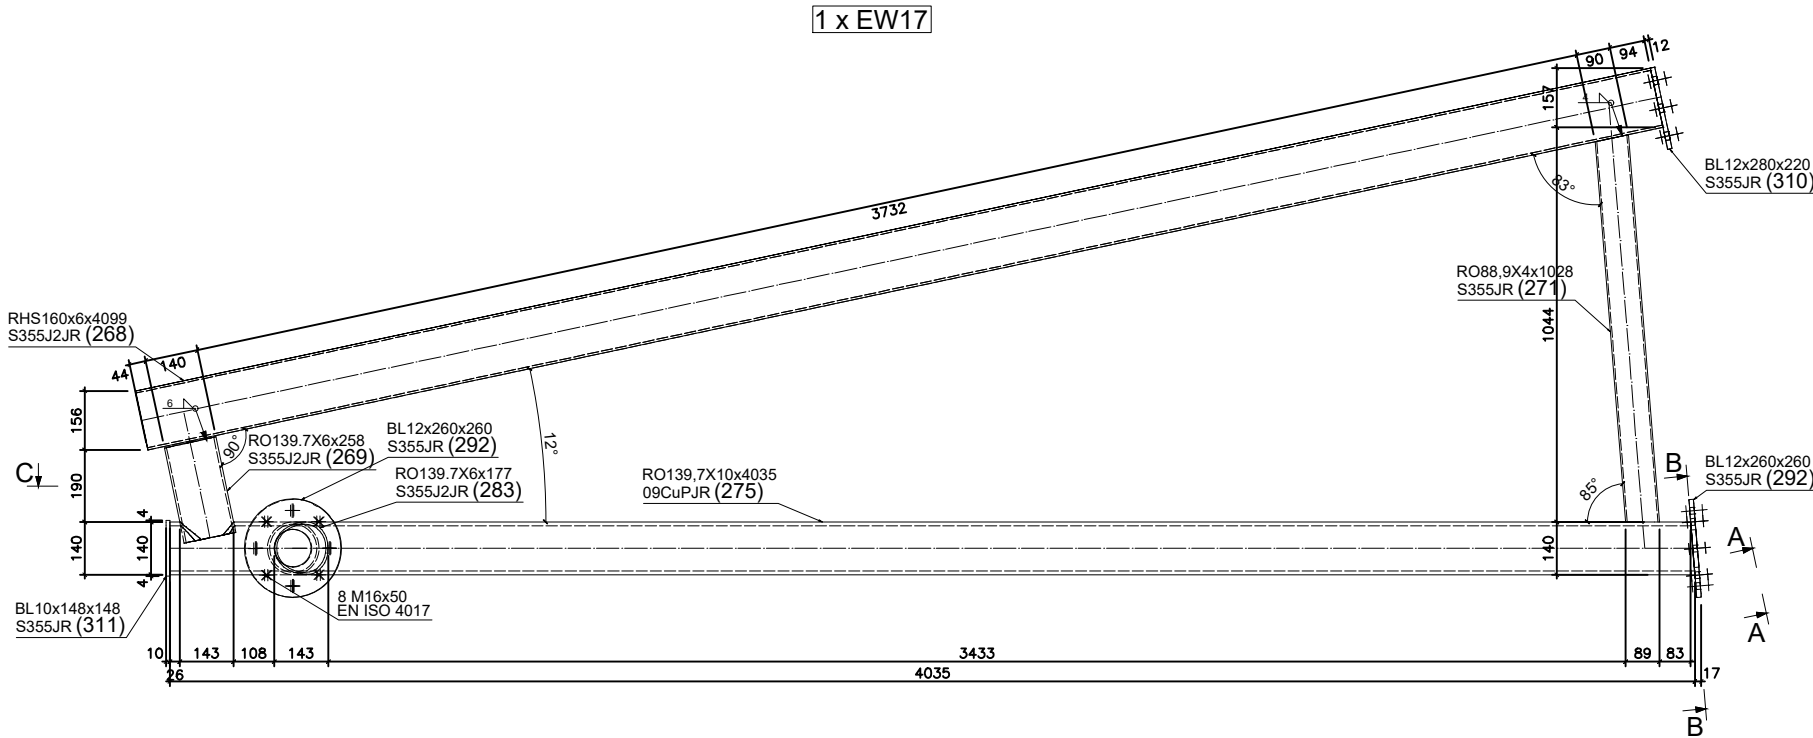 1 x EW17
90
94
12
157
4
BL12x280x220
S355JR (310)
83°
3732
RO88,9X4x1028
S355JR (271)
1044
RHS160x6x4099
S355J2JR (268)
44
140
6
156
90°
RO139.7X6x258
S355J2JR (269)
BL12x260x260
S355JR (292)
12°
RO139.7X6x177
S355J2JR (283)
RO139,7X10x4035
09CuPJR (275)
85°
B
BL12x260x260
S355JR (292)
C
190
4
140
140
4
140
A
BL10x148x148
S355JR (311)
8 M16x50
EN ISO 4017
A
10
143
108
143
3433
89
83
26
4035
17
B